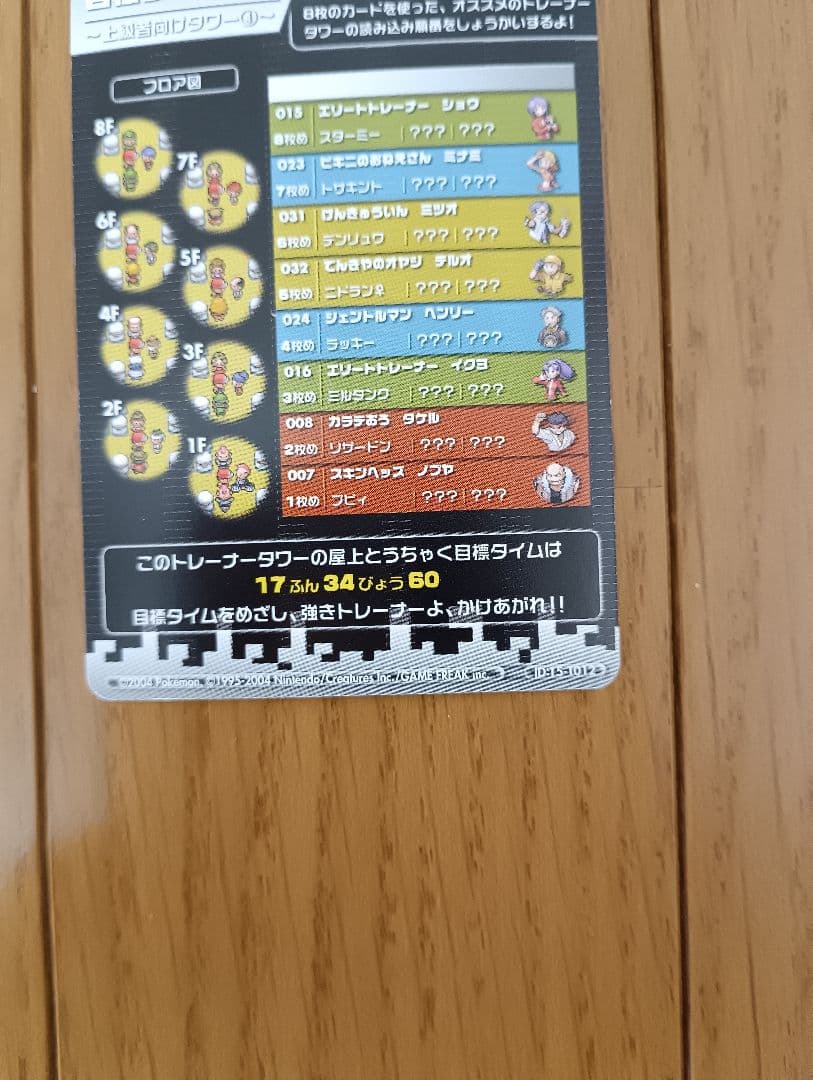 ～上級者向けタワー④～
8枚のカードを使った、オススメのトレーナー
タワーの読み込み順番をしょうかいするよ!
フロア図
8F
7F
6F
5F
4F
3F
2F
1F
015 エリートトレーナー ショウ
8枚め スターミー ??? ???
023 ビキニのおねえさん ミナミ
7枚め トサキント ??? ???
031 けんきゅういん ミツオ
6枚め デンリュウ ??? ???
032 でんきやのオヤジ テルオ
5枚め ニドラン♀ ??? ???
024 ジェントルマン ヘンリー
4枚め ラッキー ??? ???
016 エリートトレーナー イクヨ
3枚め ミルタンク ??? ???
008 カラテおう タケル
2枚め リザードン ??? ???
007 スキンヘッズ ノブヤ
1枚め ブビィ ??? ???
このトレーナータワーの屋上とうちゃく目標タイムは
17ふん34びょう60
目標タイムをめざし、強きトレーナーよ、かけあがれ!!
©2004 Pokémon. ©1995-2004 Nintendo/Creatures Inc./GAME FREAK inc.
ID-T5-1012